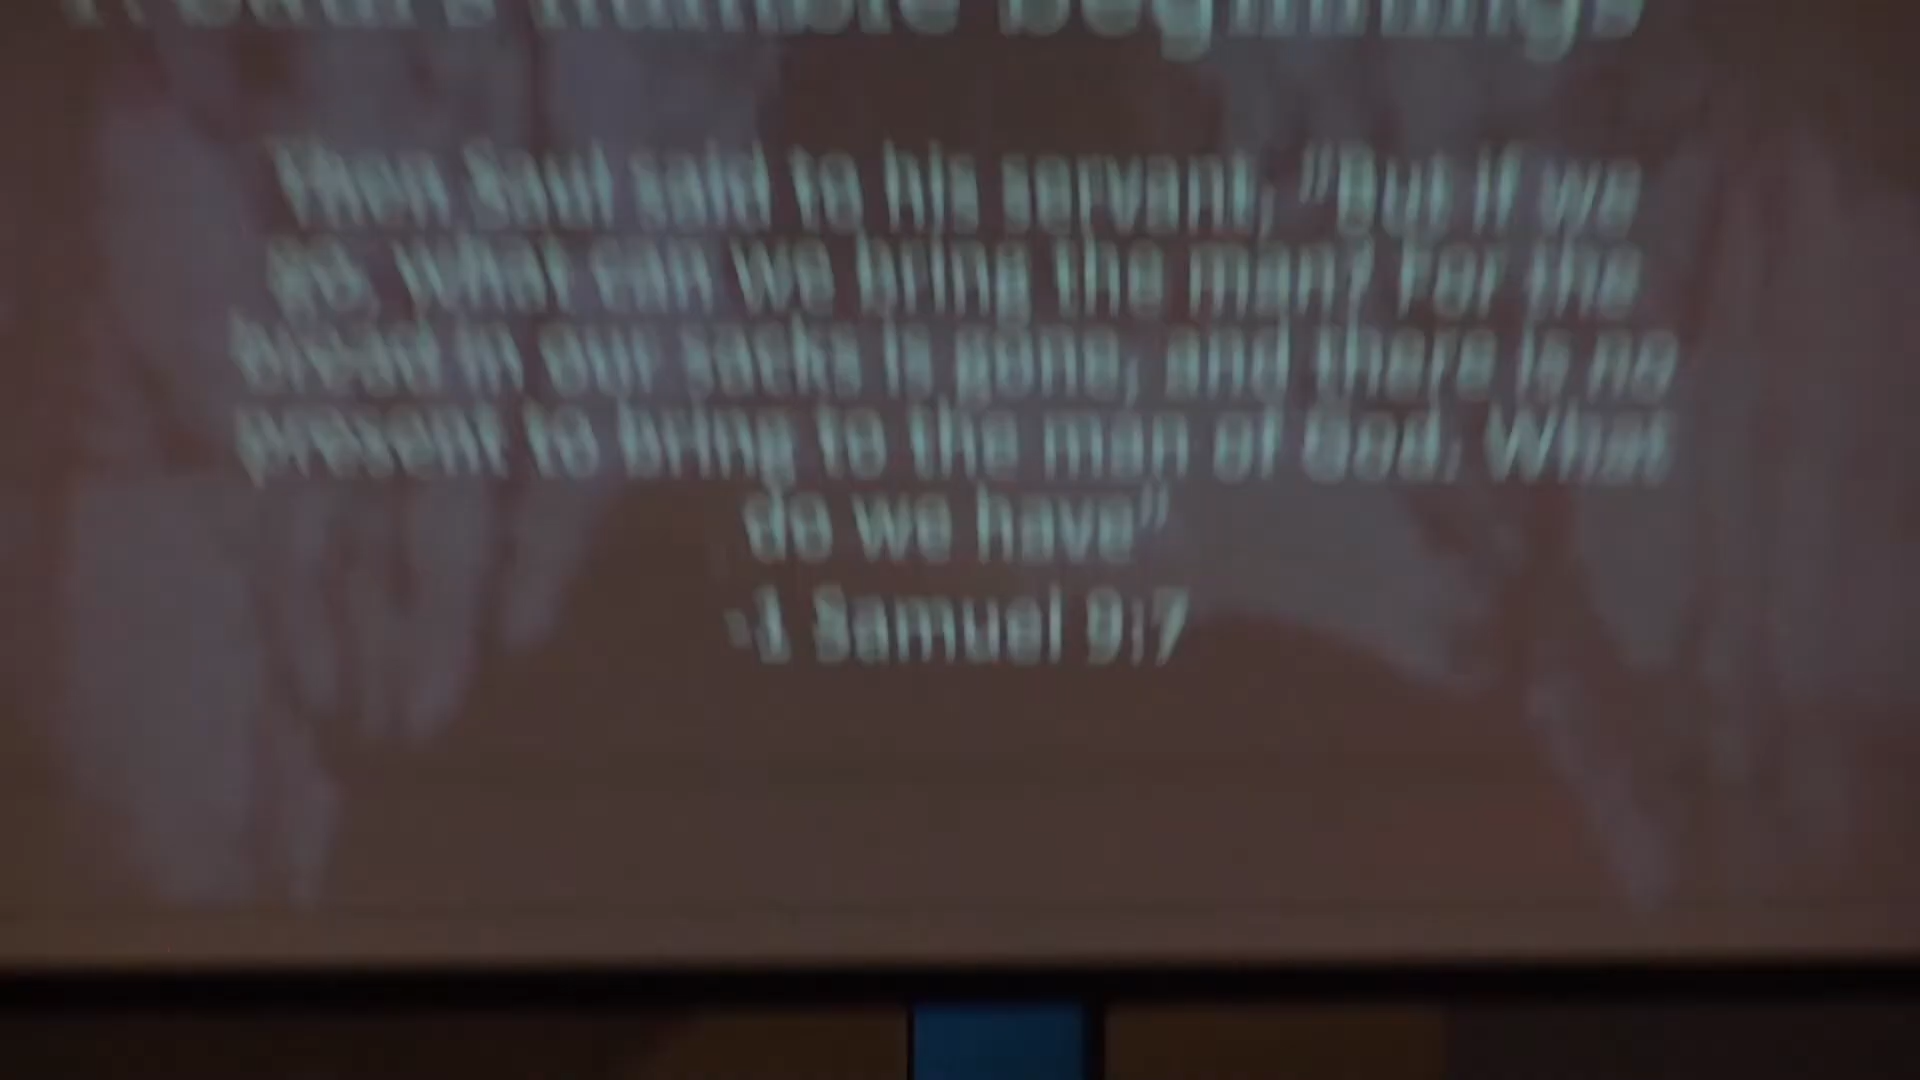 humble beginnings
Then Saul said to his servant, "But if we
go, what can we bring the man? For the
bread in our sacks is gone, and there is no
present to bring to the man of God. What
do we have"
-1 Samuel 9:7